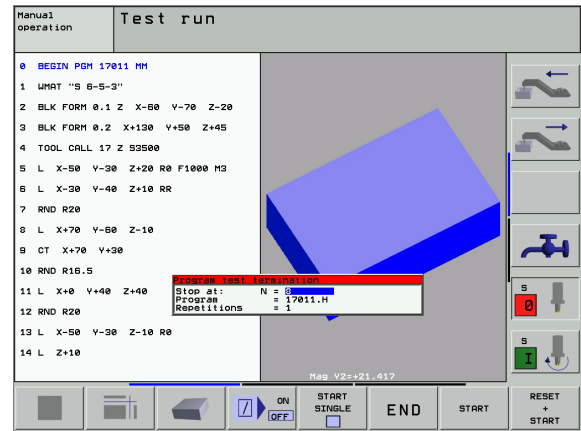 Manual
operation
Test run
0 BEGIN PGM 17011 MM
1 WMAT "S 6-5-3"
2 BLK FORM 0.1 Z X-60 Y-70 Z-20
3 BLK FORM 0.2 X+130 Y+50 Z+45
4 TOOL CALL 17 Z S3500
5 L X-50 Y-30 Z+20 R0 F1000 M3
6 L X-30 Y-40 Z+10 RR
7 RND R20
8 L X+70 Y-60 Z-10
9 CT X+70 Y+30
10 RND R16.5
11 L X+0 Y+40 Z+40
12 RND R20
13 L X-50 Y-30 Z-10 R0
14 L Z+10
Program test termination
Stop at: N = 8
Program = 17011.H
Repetitions = 1
Mag Y2=+21.417
S
0
S
I
ON
OFF
START
SINGLE
END
START
RESET
+
START